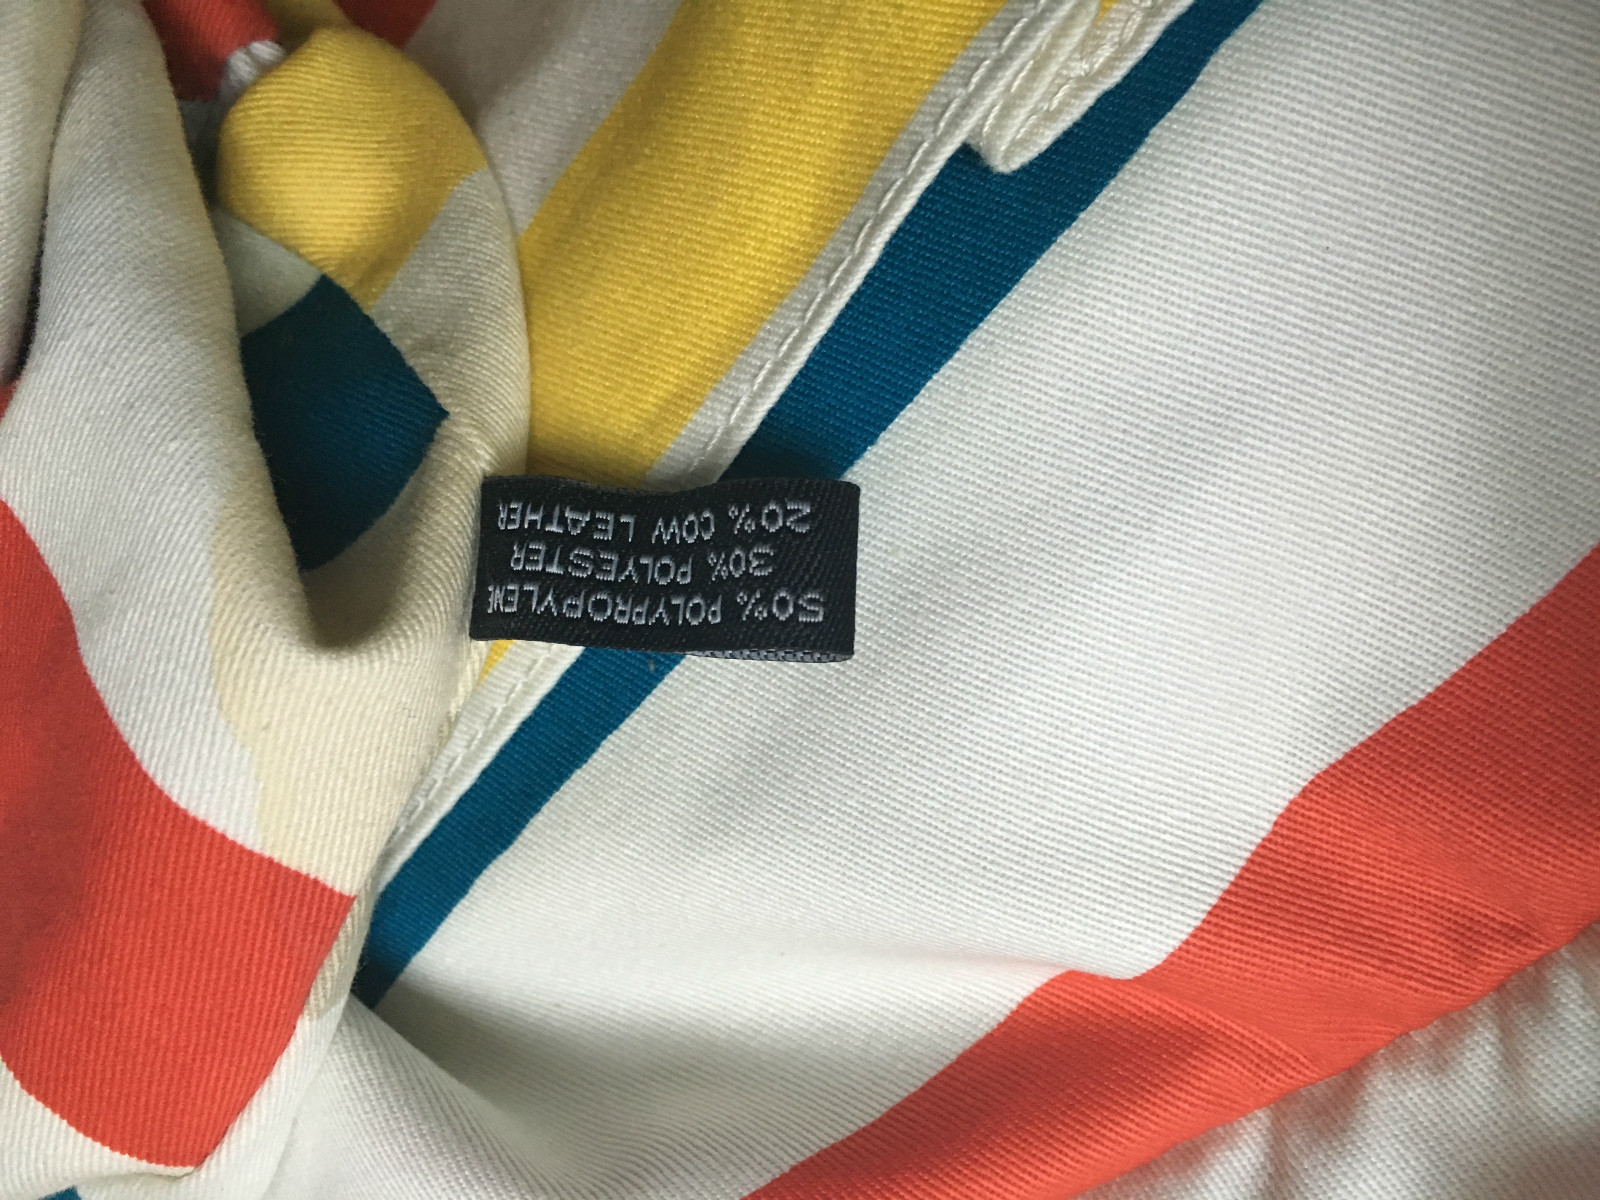 50% POLYPROPYLENE
30% POLYESTER
20% COW LEATHER